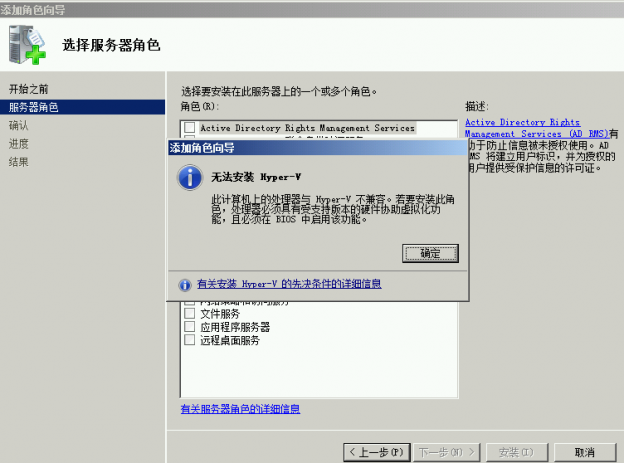 添加角色向导
选择服务器角色
开始之前
服务器角色
确认
进度
结果
选择要安装在此服务器上的一个或多个角色。
角色(R):
Active Directory Rights Management Services
描述:
Active Directory Rights
Management Services (AD RMS)有
助于防止信息被未授权使用。AD
RMS 将建立用户标识，并为授权的
用户提供受保护信息的许可证。
添加角色向导
无法安装 Hyper-V
此计算机上的处理器与 Hyper-V 不兼容。若要安装此角
色，处理器必须具有受支持版本的硬件协助虚拟化功
能，且必须在 BIOS 中启用该功能。
确定
有关安装 Hyper-V 的先决条件的详细信息
网络策略和访问服务
文件服务
应用程序服务器
远程桌面服务
有关服务器角色的详细信息
< 上一步(P)
下一步(N) >
安装(I)
取消